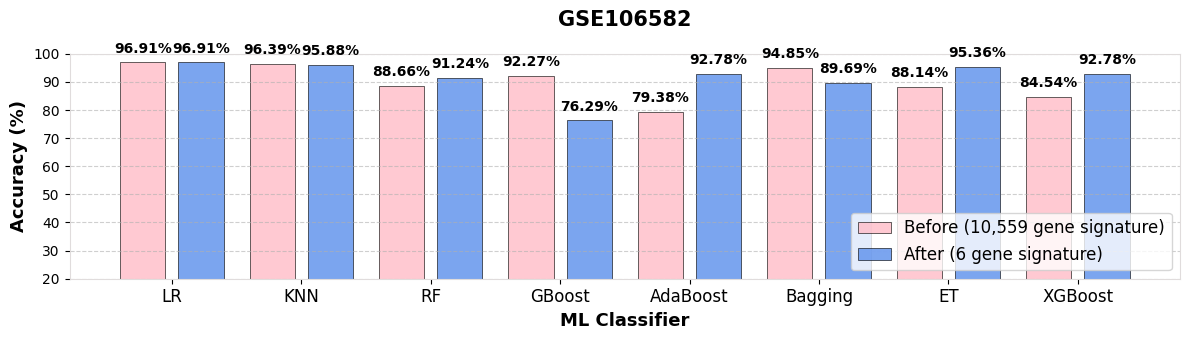 GSE106582
96.91% 96.91% 96.39% 95.88% 88.66% 91.24% 92.27% 76.29% 79.38% 92.78% 94.85% 89.69% 88.14% 95.36% 84.54% 92.78%
Accuracy (%)
100
90
80
70
60
50
40
30
20
Before (10,559 gene signature)
After (6 gene signature)
LR KNN RF GBoost AdaBoost Bagging ET XGBoost
ML Classifier